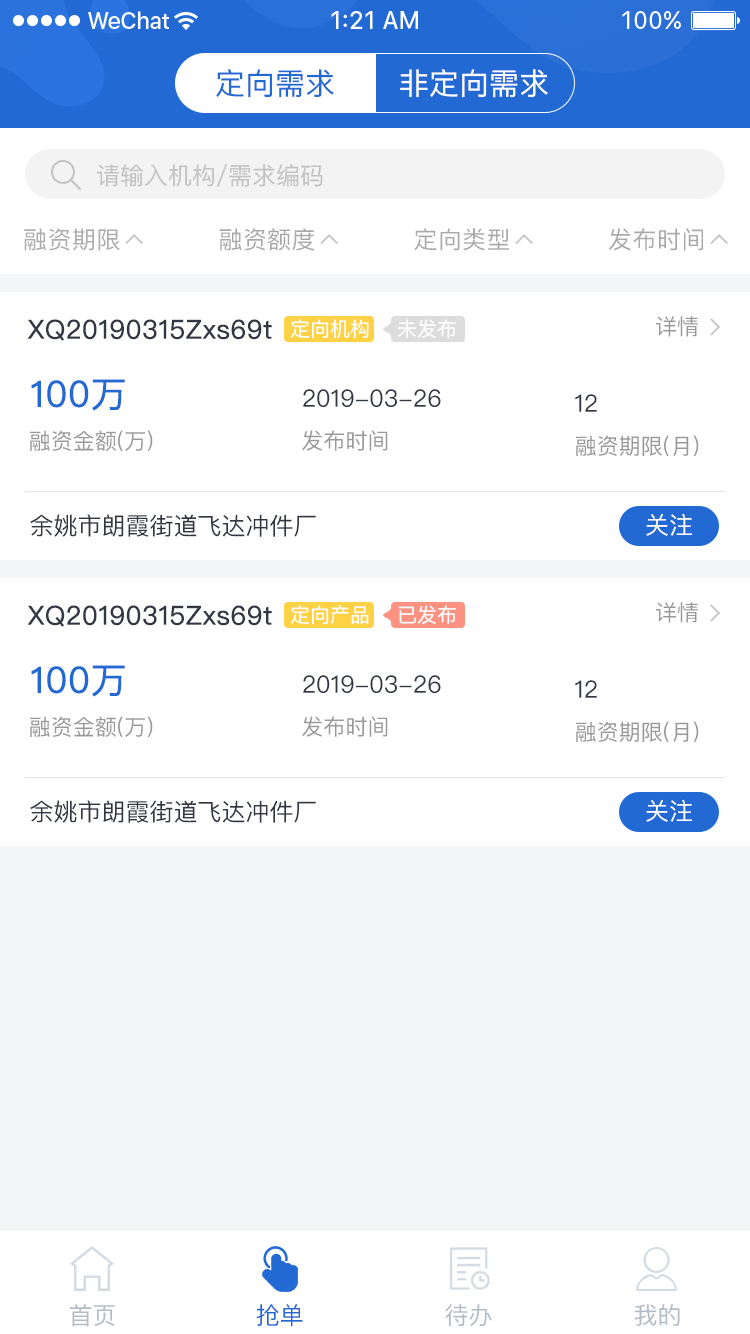 WeChat 1:21 AM 100%
定向需求 非定向需求
请输入机构/需求编码
融资期限 融资额度 定向类型 发布时间
XQ20190315Zxs69t 定向机构 未发布 详情
100万 2019-03-26 12
融资金额(万) 发布时间 融资期限(月)
余姚市朗霞街道飞达冲件厂 关注
XQ20190315Zxs69t 定向产品 已发布 详情
100万 2019-03-26 12
融资金额(万) 发布时间 融资期限(月)
余姚市朗霞街道飞达冲件厂 关注
首页 抢单 待办 我的